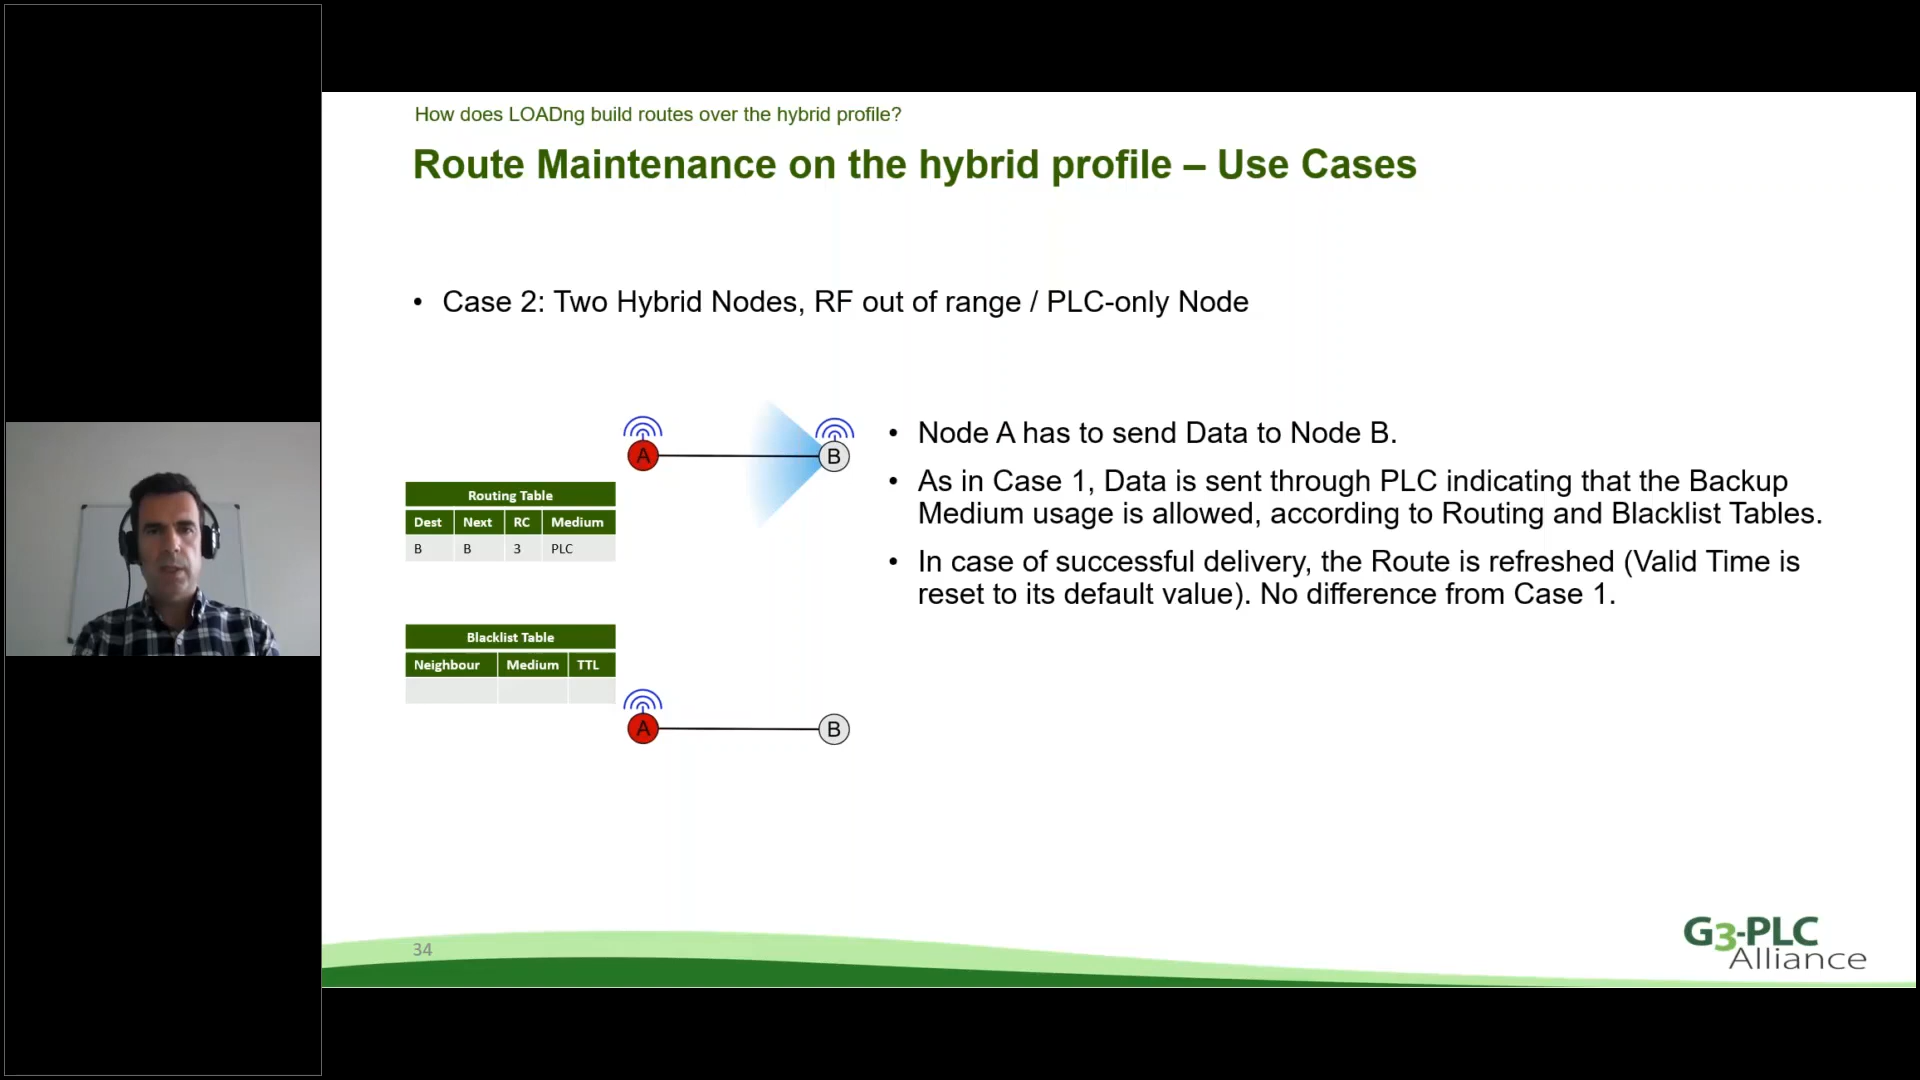 How does LOADng build routes over the hybrid profile?
Route Maintenance on the hybrid profile – Use Cases
• Case 2: Two Hybrid Nodes, RF out of range / PLC-only Node
A
B
Routing Table
Dest Next RC Medium
B B 3 PLC
Blacklist Table
Neighbour Medium TTL
A
B
• Node A has to send Data to Node B.
• As in Case 1, Data is sent through PLC indicating that the Backup
Medium usage is allowed, according to Routing and Blacklist Tables.
• In case of successful delivery, the Route is refreshed (Valid Time is
reset to its default value). No difference from Case 1.
34
G3-PLC
Alliance